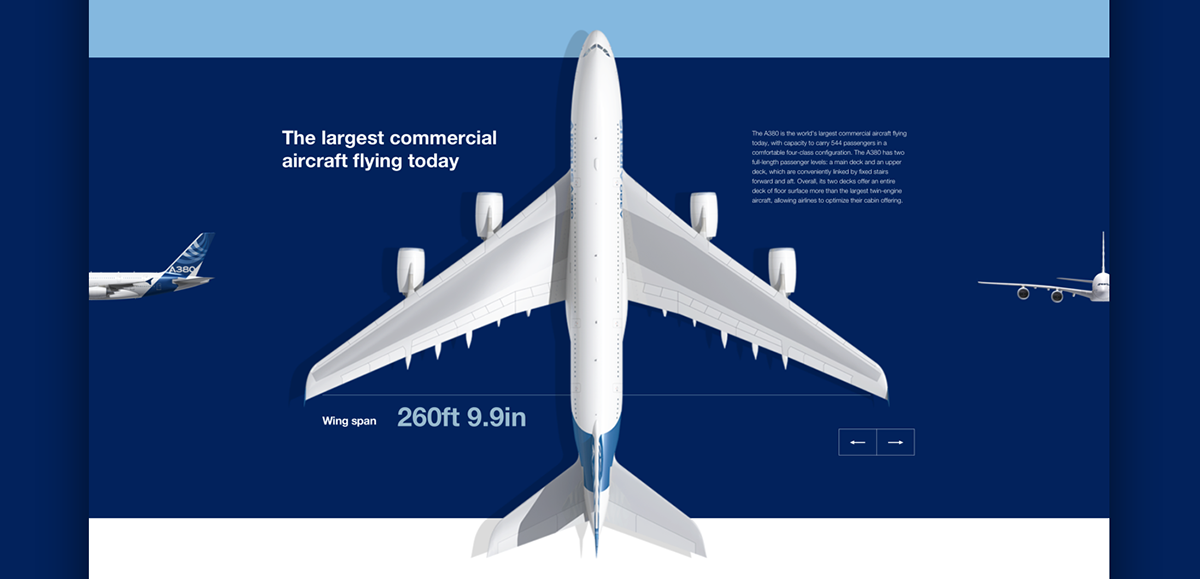 The largest commercial
aircraft flying today
The A380 is the world's largest commercial aircraft flying
today, with capacity to carry 544 passengers in a
comfortable four-class configuration. The A380 has two
full-length passenger levels: a main deck and an upper
deck, which are conveniently linked by fixed stairs
forward and aft. Overall, its two decks offer an entire
deck of floor surface more than the largest twin-engine
aircraft, allowing airlines to optimize their cabin offering.
A380
Wing span
260ft 9.9in